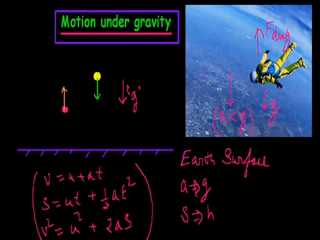 Motion under gravity
F drag
'g'
(a<g)
g
v = u + at
s = ut + ½at²
v² = u² + 2as
Earth Surface
a ⇒ g
S ⇒ h